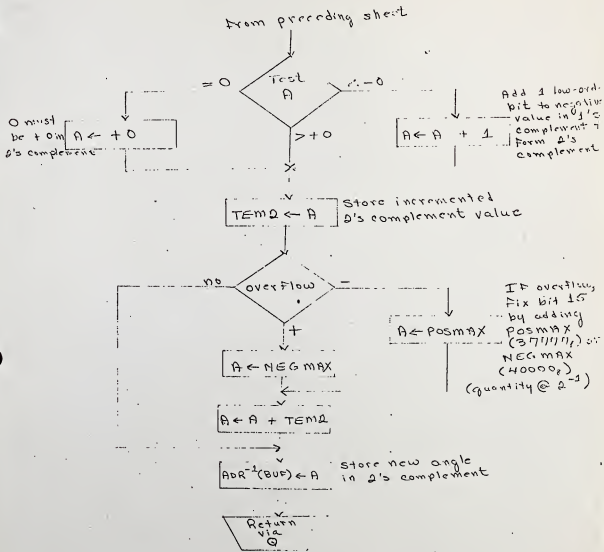 From preceding sheet
Test
A
= 0
-0
> +0
0 must
be +0 in
2's complement
A ← +0
A ← A + 1
Add 1 low-ord.
bit to negative
value in 1's
complement
Form 2's
complement
TEM2 ← A
Store incremented
2's complement value
overflow
no
-
+
A ← POSMAX
IF overflow,
Fix bit 15
by adding
POSMAX
(37777₈) or
NEGMAX
(40000₈)
(quantity @ 2⁻¹)
A ← NEGMAX
A ← A + TEM2
ADR⁻¹(BUF) ← A
store new angle
in 2's complement
Return
via
Q